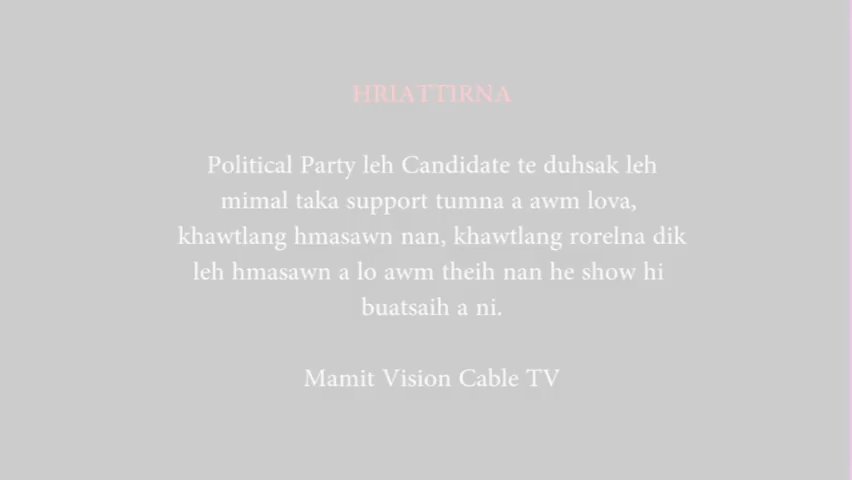 HRIATTIRNA
Political Party leh Candidate te duhsak leh
mimal taka support tumna a awm lova,
khawtlang hmasawn nan, khawtlang rorelna dik
leh hmasawn a lo awm theih nan he show hi
buatsaih a ni.
Mamit Vision Cable TV